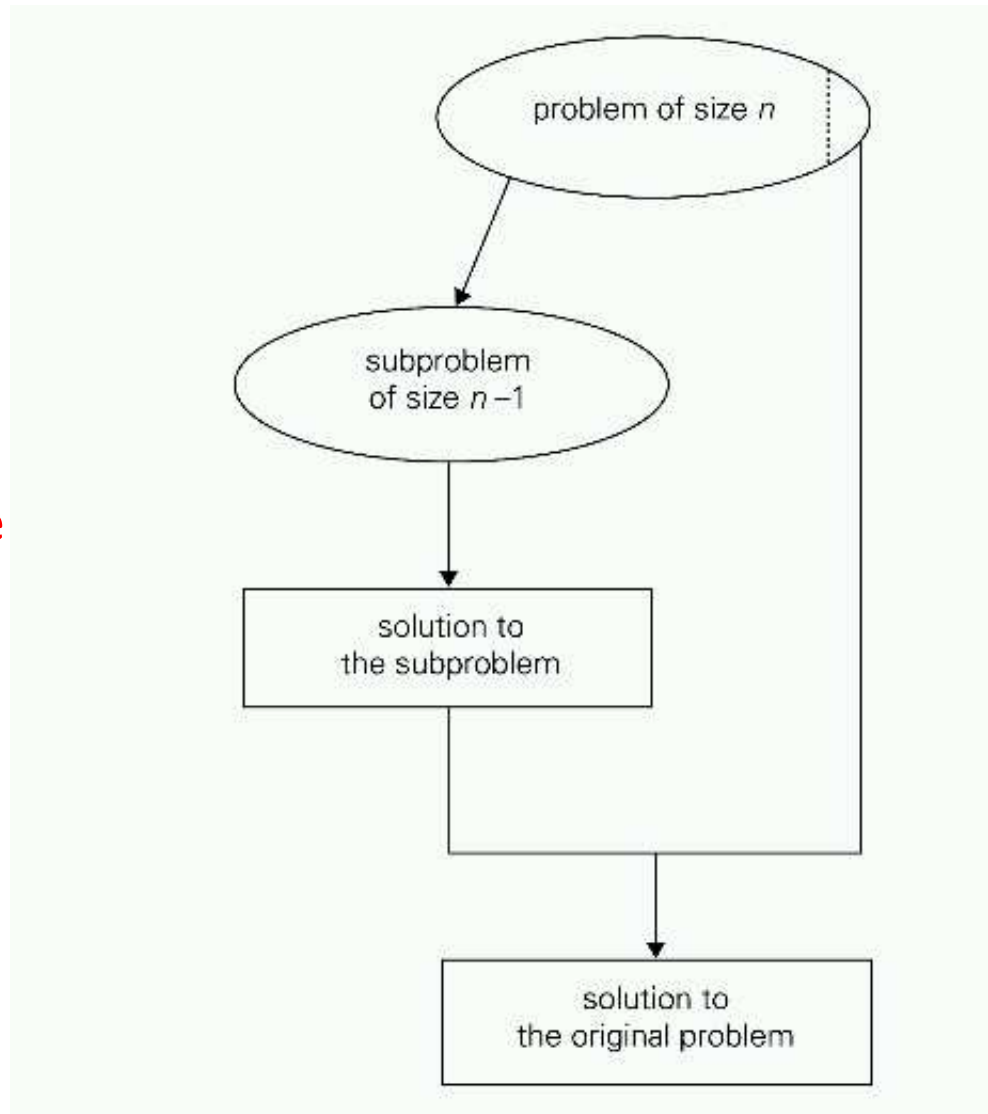 problem of size n
subproblem
of size n –1
e
solution to
the subproblem
solution to
the original problem